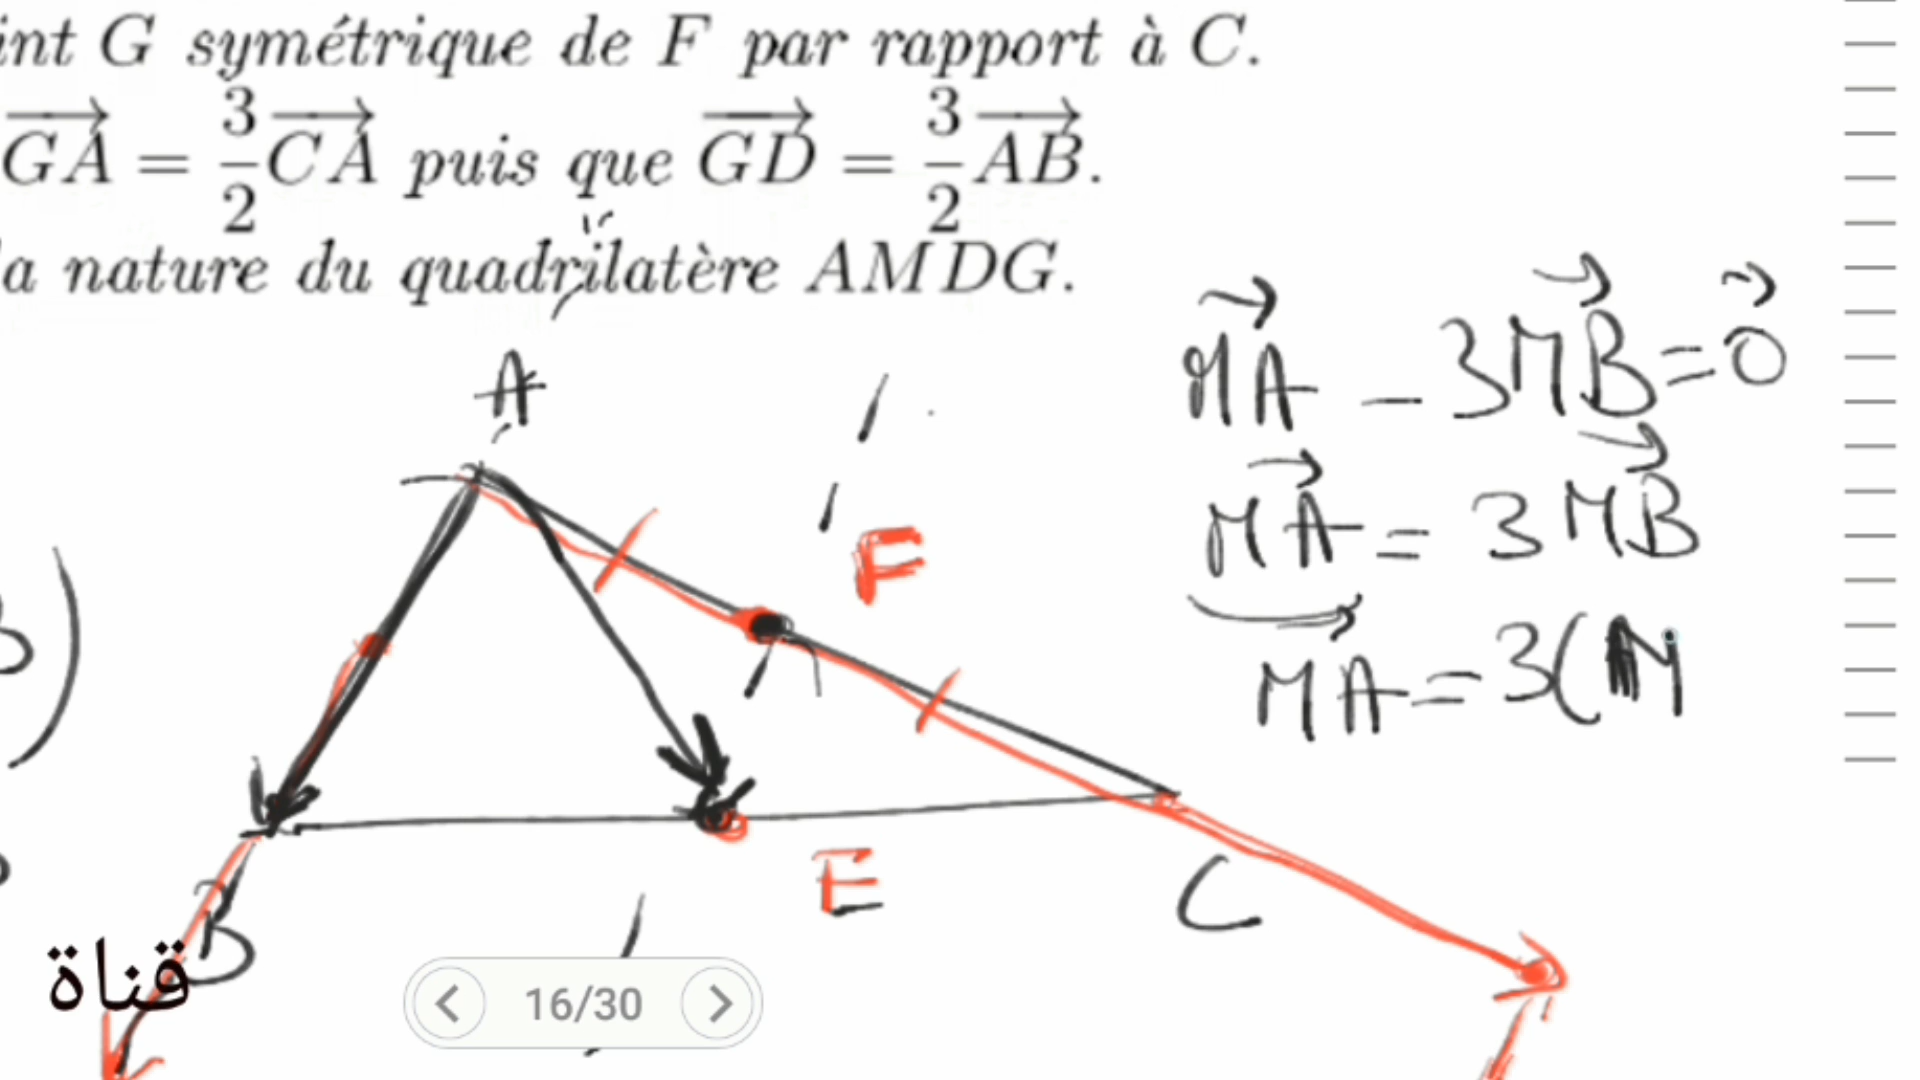 int G symétrique de F par rapport à C.
GA = 3/2 CA puis que GD = 3/2 AB.
la nature du quadrilatère AMDG.
MA - 3MB = 0
MA = 3MB
MA = 3(M
A
F
B
E
C
قناة
16/30